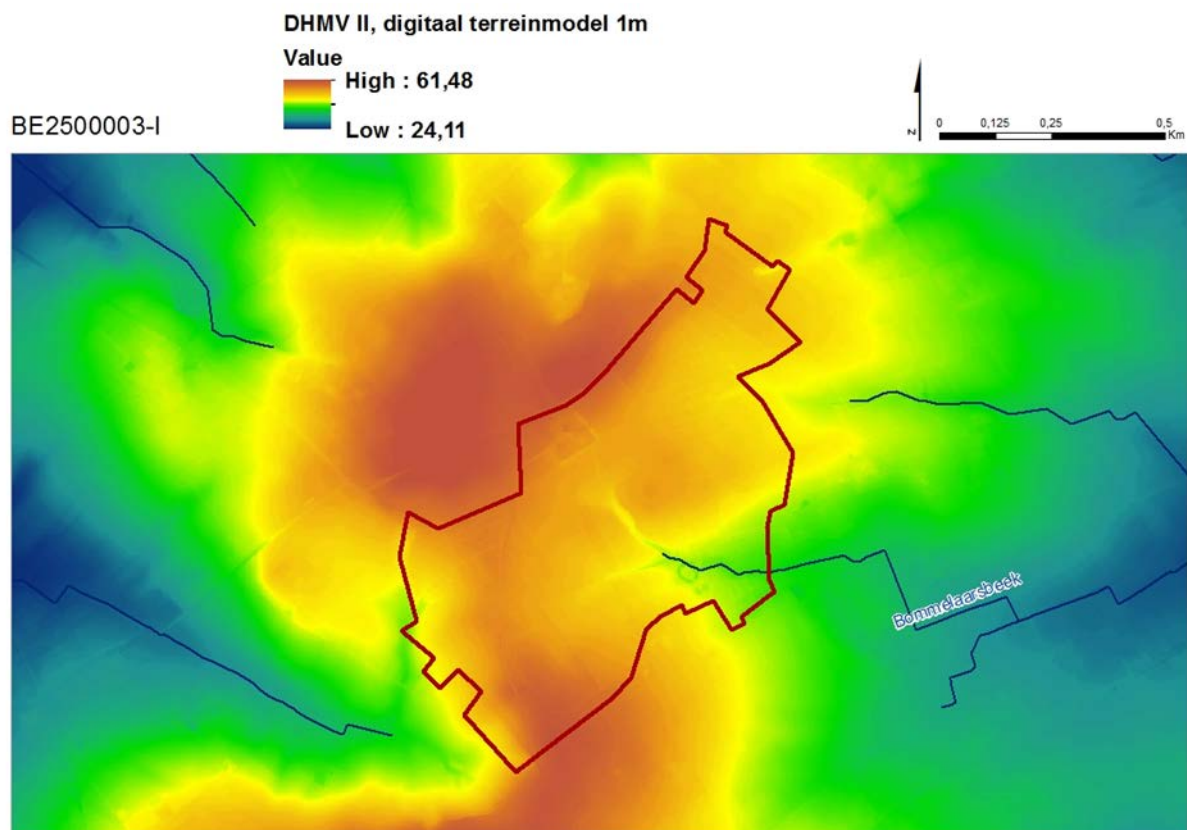 DHMV II, digitaal terreinmodel 1m
Value
High : 61,48
Low : 24,11
BE2500003-I
N
0 0,125 0,25 0,5
Km
Bommelaarsbeek